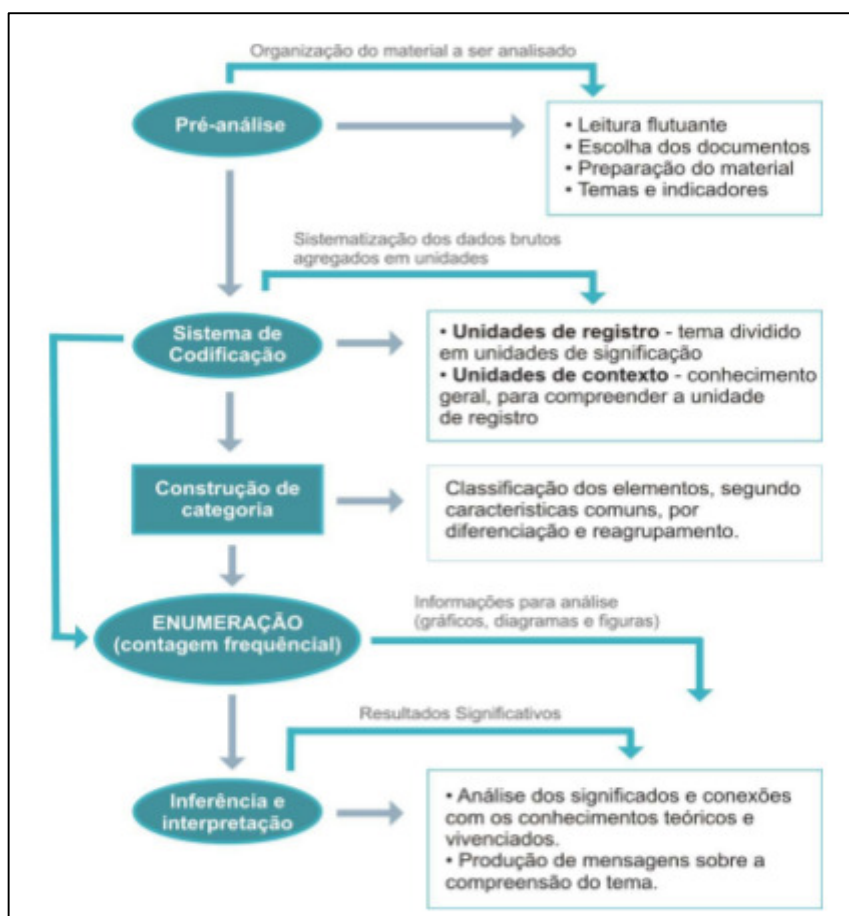 Organização do material a ser analisado
Pré-análise
• Leitura flutuante
• Escolha dos documentos
• Preparação do material
• Temas e indicadores
Sistematização dos dados brutos
agregados em unidades
Sistema de
Codificação
• Unidades de registro - tema dividido
em unidades de significação
• Unidades de contexto - conhecimento
geral, para compreender a unidade
de registro
Construção de
categoria
Classificação dos elementos, segundo
características comuns, por
diferenciação e reagrupamento.
ENUMERAÇÃO
(contagem frequêncial)
Informações para análise
(gráficos, diagramas e figuras)
Resultados Significativos
Inferência e
interpretação
• Análise dos significados e conexões
com os conhecimentos teóricos e
vivenciados.
• Produção de mensagens sobre a
compreensão do tema.